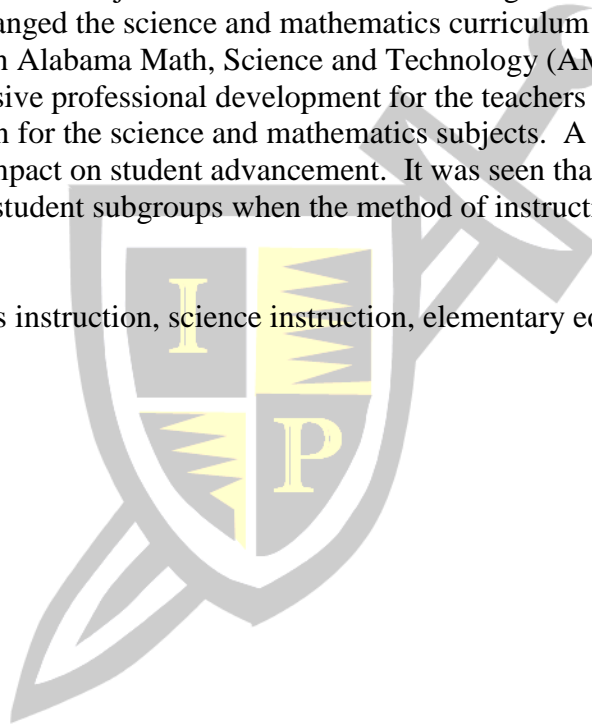 anged the science and mathematics curriculum
n Alabama Math, Science and Technology (AM
sive professional development for the teachers
n for the science and mathematics subjects. A
npact on student advancement. It was seen tha
student subgroups when the method of instructi
s instruction, science instruction, elementary ed
I
P